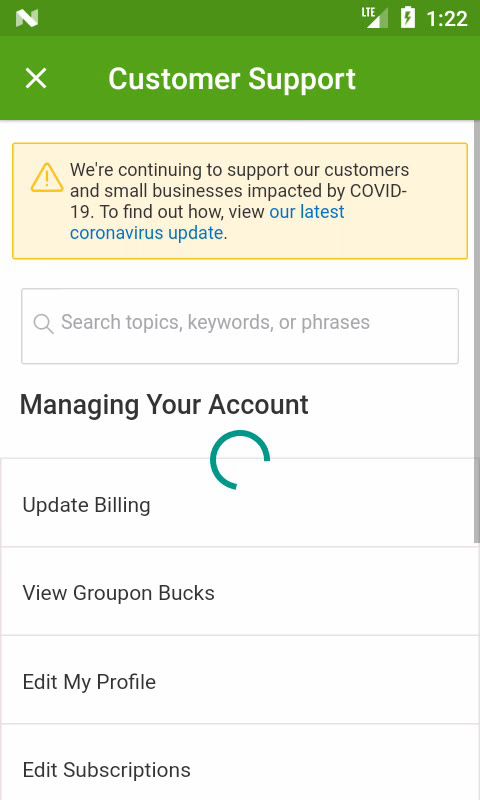 LTE 1:22
Customer Support
We're continuing to support our customers
and small businesses impacted by COVID-
19. To find out how, view our latest
coronavirus update.
Search topics, keywords, or phrases
Managing Your Account
Update Billing
View Groupon Bucks
Edit My Profile
Edit Subscriptions